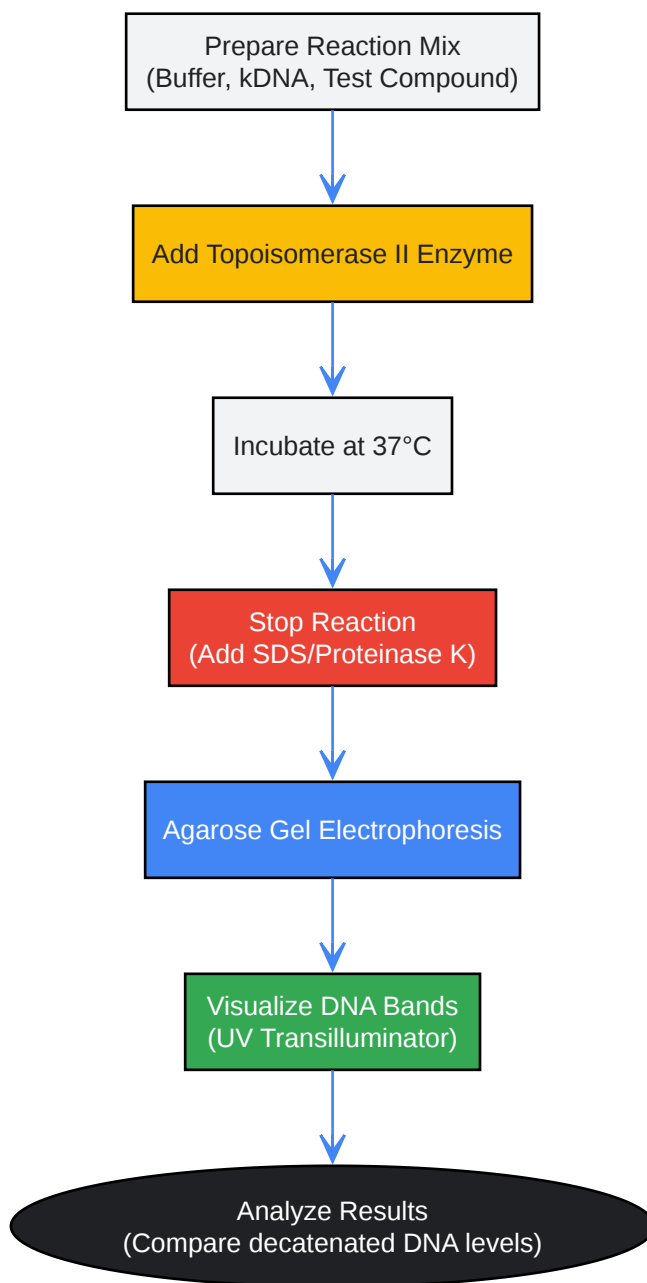 Prepare Reaction Mix
(Buffer, kDNA, Test Compound)
Add Topoisomerase II Enzyme
Incubate at 37°C
Stop Reaction
(Add SDS/Proteinase K)
Agarose Gel Electrophoresis
Visualize DNA Bands
(UV Transilluminator)
Analyze Results
(Compare decatenated DNA levels)